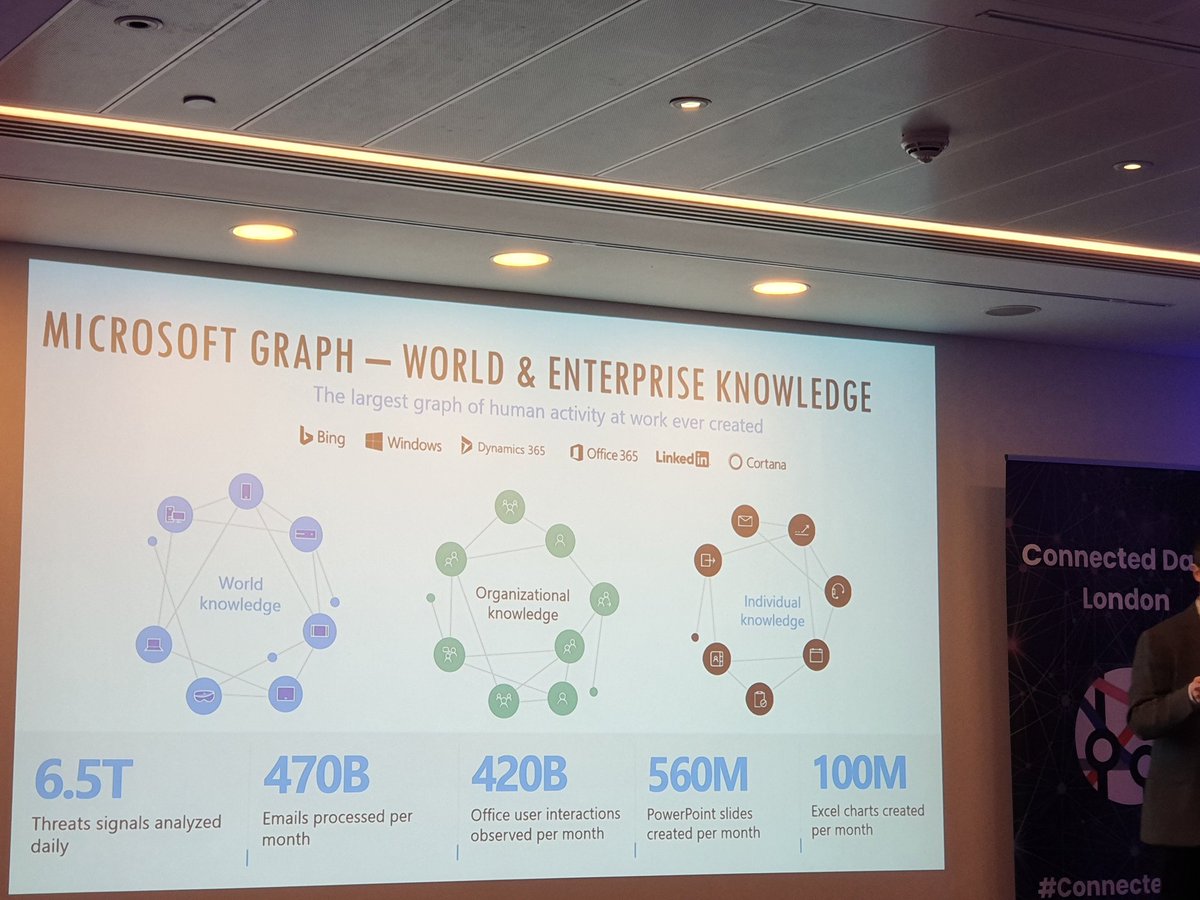 MICROSOFT GRAPH – WORLD & ENTERPRISE KNOWLEDGE
The largest graph of human activity at work ever created
Bing Windows Dynamics 365 Office 365 LinkedIn Cortana
World
knowledge
Organizational
knowledge
Individual
knowledge
6.5T
Threats signals analyzed
daily
470B
Emails processed per
month
420B
Office user interactions
observed per month
560M
PowerPoint slides
created per month
100M
Excel charts created
per month
Connected Da
London
#Connecte